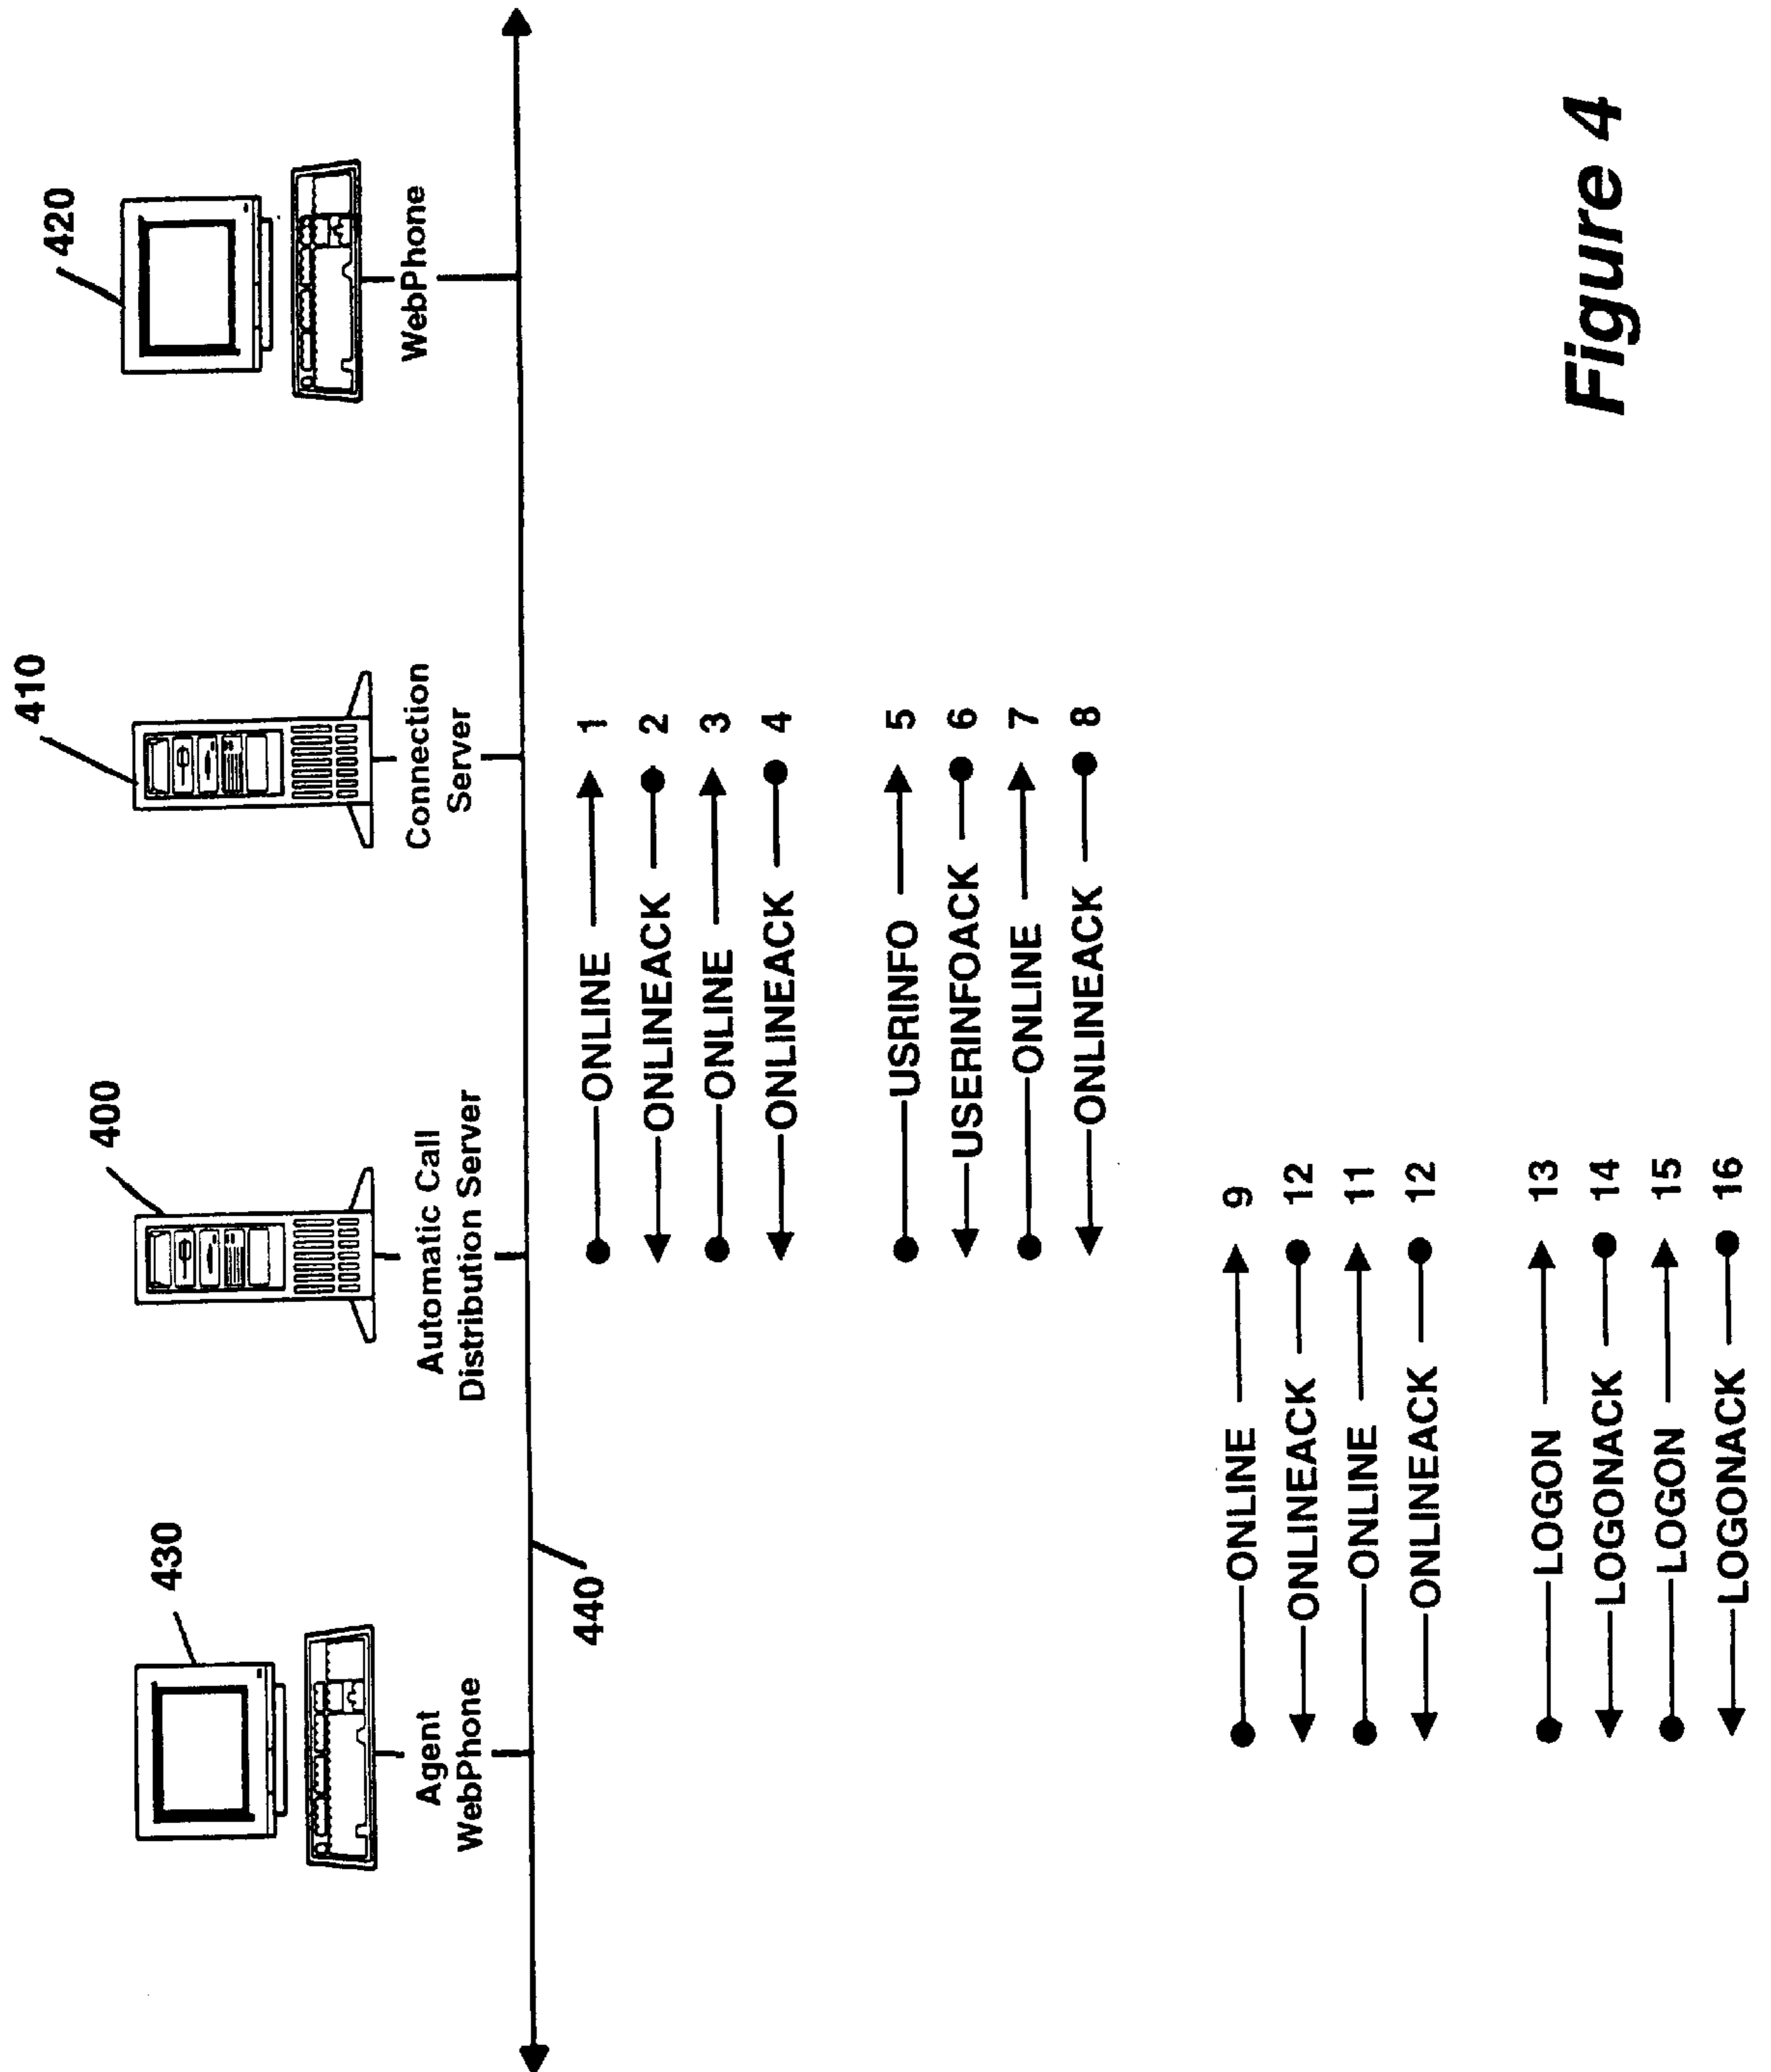 430
400
410
420
Agent
WebPhone
Automatic Call
Distribution Server
Connection
Server
WebPhone
440
ONLINE 1
ONLINEACK 2
ONLINE 3
ONLINEACK 4
USRINFO 5
USERINFOACK 6
ONLINE 7
ONLINEACK 8
ONLINE 9
ONLINEACK 12
ONLINE 11
ONLINEACK 12
LOGON 13
LOGONACK 14
LOGON 15
LOGONACK 16
Figure 4